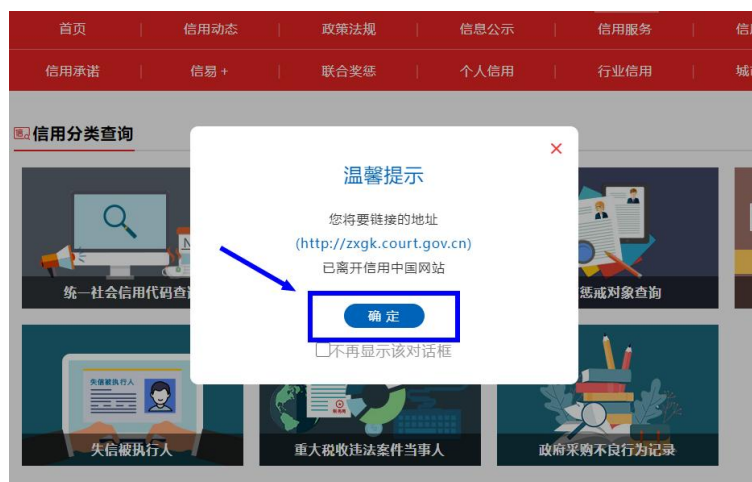 首页
信用动态
政策法规
信息公示
信用服务
信用承诺
信易+
联合奖惩
个人信用
行业信用
信用分类查询
温馨提示
您将要链接的地址
(http://zxgk.court.gov.cn)
已离开信用中国网站
确定
不再显示该对话框
统一社会信用代码查
惩戒对象查询
失信被执行人
失信被执行人
重大税收违法案件当事人
政府采购不良行为记录